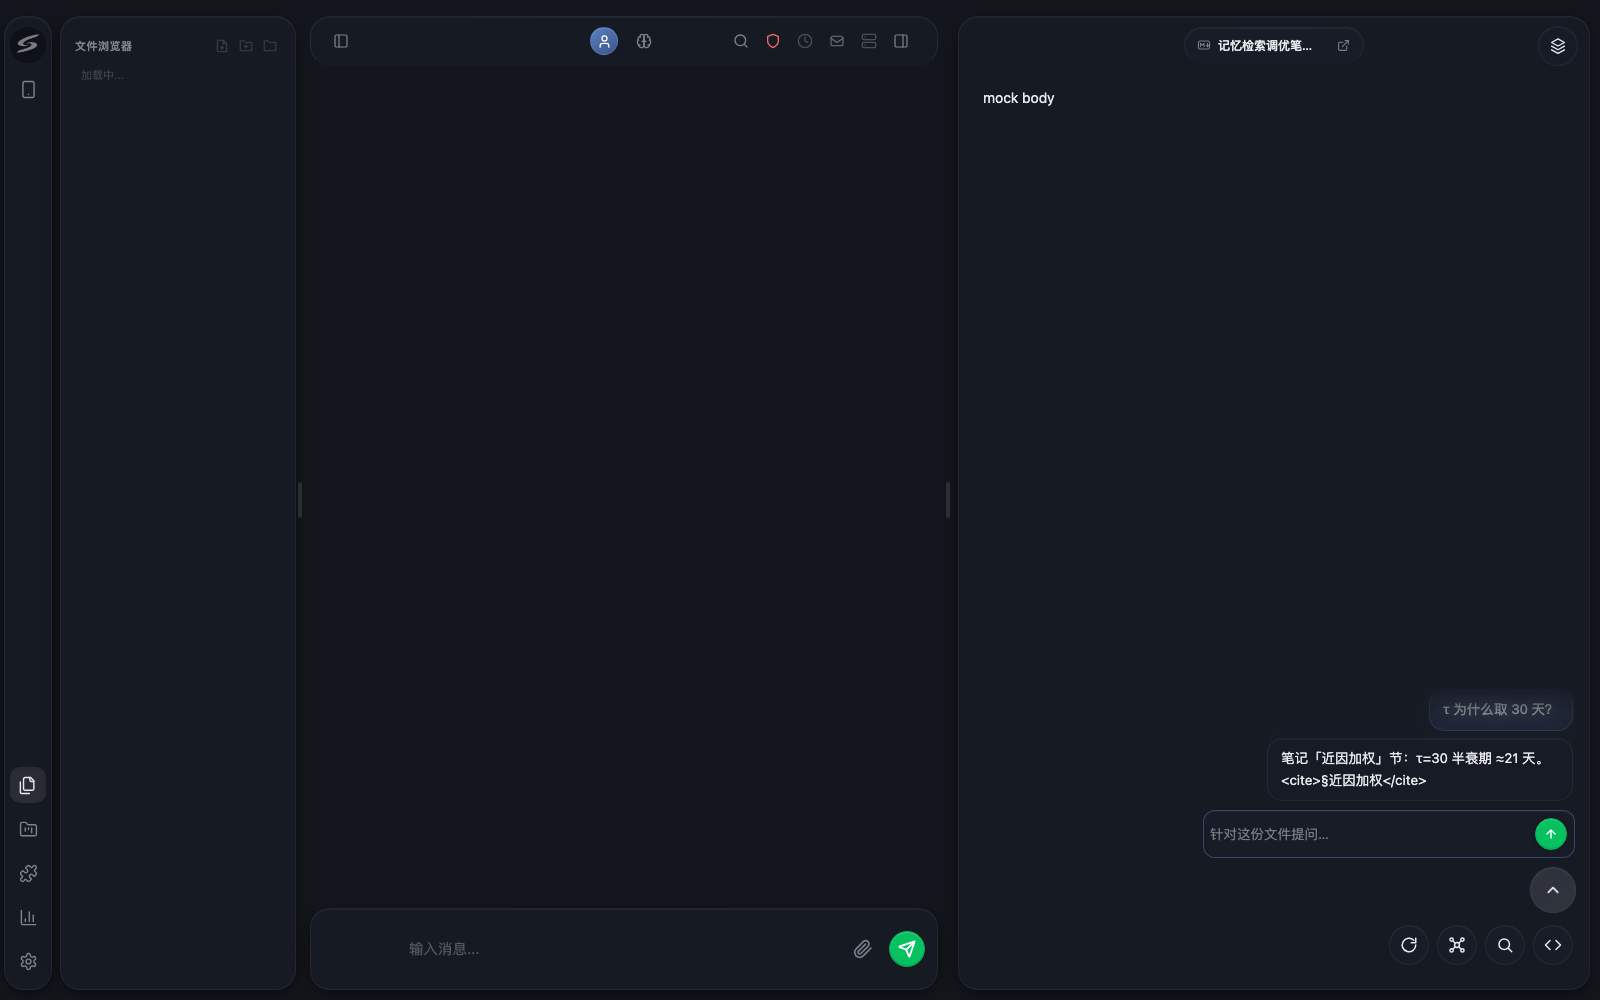 文件浏览器
加载中...
记忆检索调优笔...
mock body
τ 为什么取 30 天?
笔记「近因加权」节：τ=30 半衰期 ≈21 天。
<cite>§近因加权</cite>
针对这份文件提问...
输入消息...